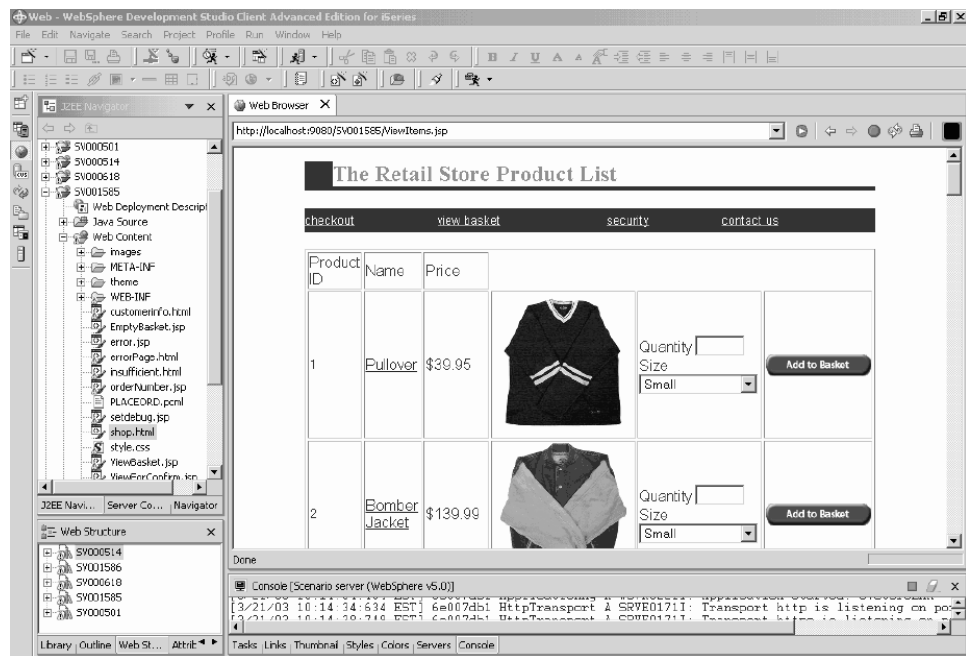 Web - WebSphere Development Studio Client Advanced Edition for iSeries
File Edit Navigate Search Project Profile Run Window Help
J2EE Navigator
SV000501
SV000514
SV000618
SV001585
Web Deployment Descript
Java Source
Web Content
images
META-INF
theme
WEB-INF
customerinfo.html
EmptyBasket.jsp
error.jsp
errorPage.html
insufficient.html
orderNumber.jsp
PLACEORD.pcml
setdebug.jsp
shop.html
style.css
ViewBasket.jsp
ViewForConfirm.jsp
J2EE Navi... Server Co... Navigator
Web Structure
SV000514
SV001586
SV000618
SV001585
SV000501
Library Outline Web St... Attrib
Web Browser
http://localhost:9080/SV001585/ViewItems.jsp
The Retail Store Product List
checkout view basket security contact us
Product ID Name Price
1 Pullover $39.95 Quantity Size Small Add to Basket
2 Bomber Jacket $139.99 Quantity Size Small Add to Basket
Done
Console [Scenario server (WebSphere v5.0)]
[3/21/03 10:14:34:634 EST] 6e007db1 HttpTransport A SRVE0171I: Transport http is listening on por
Tasks Links Thumbnail Styles Colors Servers Console